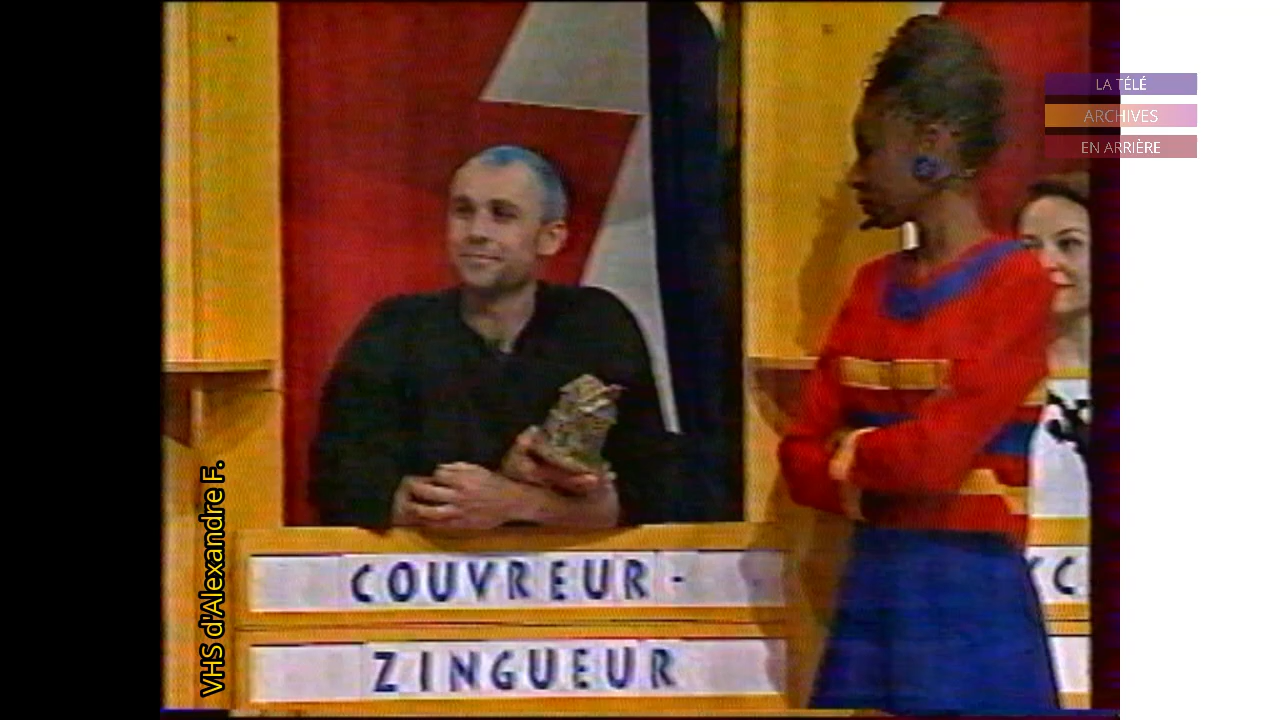 LA TÉLÉ
ARCHIVES
EN ARRIÈRE
VHS d'Alexandre F.
COUVREUR-
ZINGUEUR